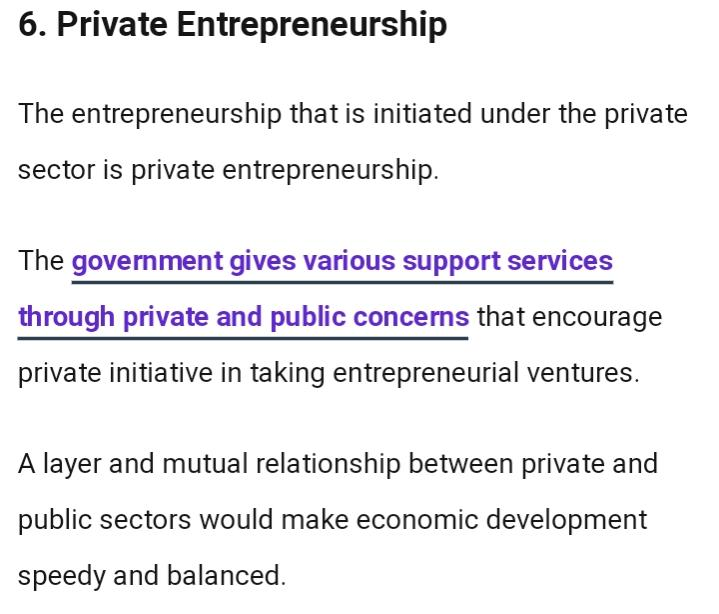 6. Private Entrepreneurship
The entrepreneurship that is initiated under the private
sector is private entrepreneurship.
The government gives various support services
through private and public concerns that encourage
private initiative in taking entrepreneurial ventures.
A layer and mutual relationship between private and
public sectors would make economic development
speedy and balanced.